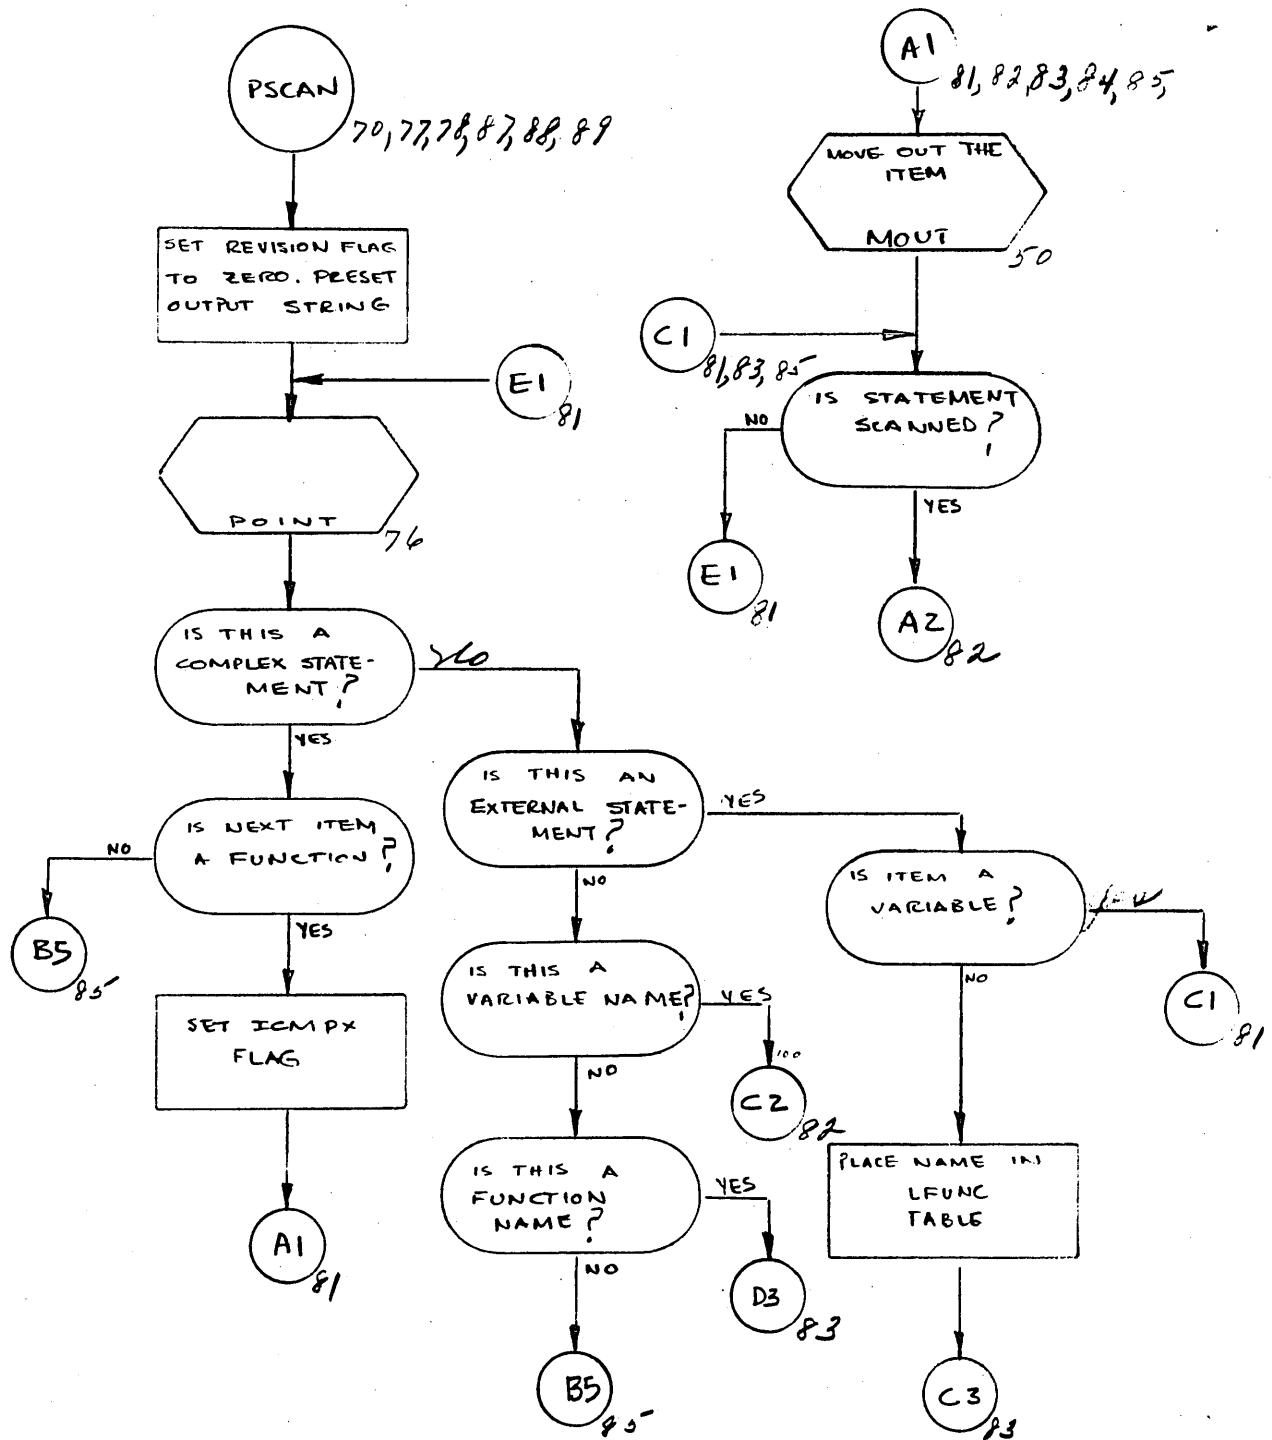 PSCAN
70, 77, 78, 87, 88, 89
SET REVISION FLAG
TO ZERO. PRESET
OUTPUT STRING
E1
81
POINT
76
IS THIS A
COMPLEX STATE-
MENT?
NO
YES
IS NEXT ITEM
A FUNCTION?
NO
B5
85
YES
SET ICMPX
FLAG
A1
81
IS THIS AN
EXTERNAL STATE-
MENT?
YES
NO
IS THIS A
VARIABLE NAME?
YES
100
C2
82
NO
IS THIS A
FUNCTION
NAME?
YES
D3
83
NO
B5
85
A1
81, 82, 83, 84, 85,
MOVE OUT THE
ITEM
MOUT
50
C1
81, 83, 85
IS STATEMENT
SCANNED?
NO
E1
81
YES
A2
82
IS ITEM A
VARIABLE?
C1
81
NO
PLACE NAME IN
LFUNC
TABLE
C3
83